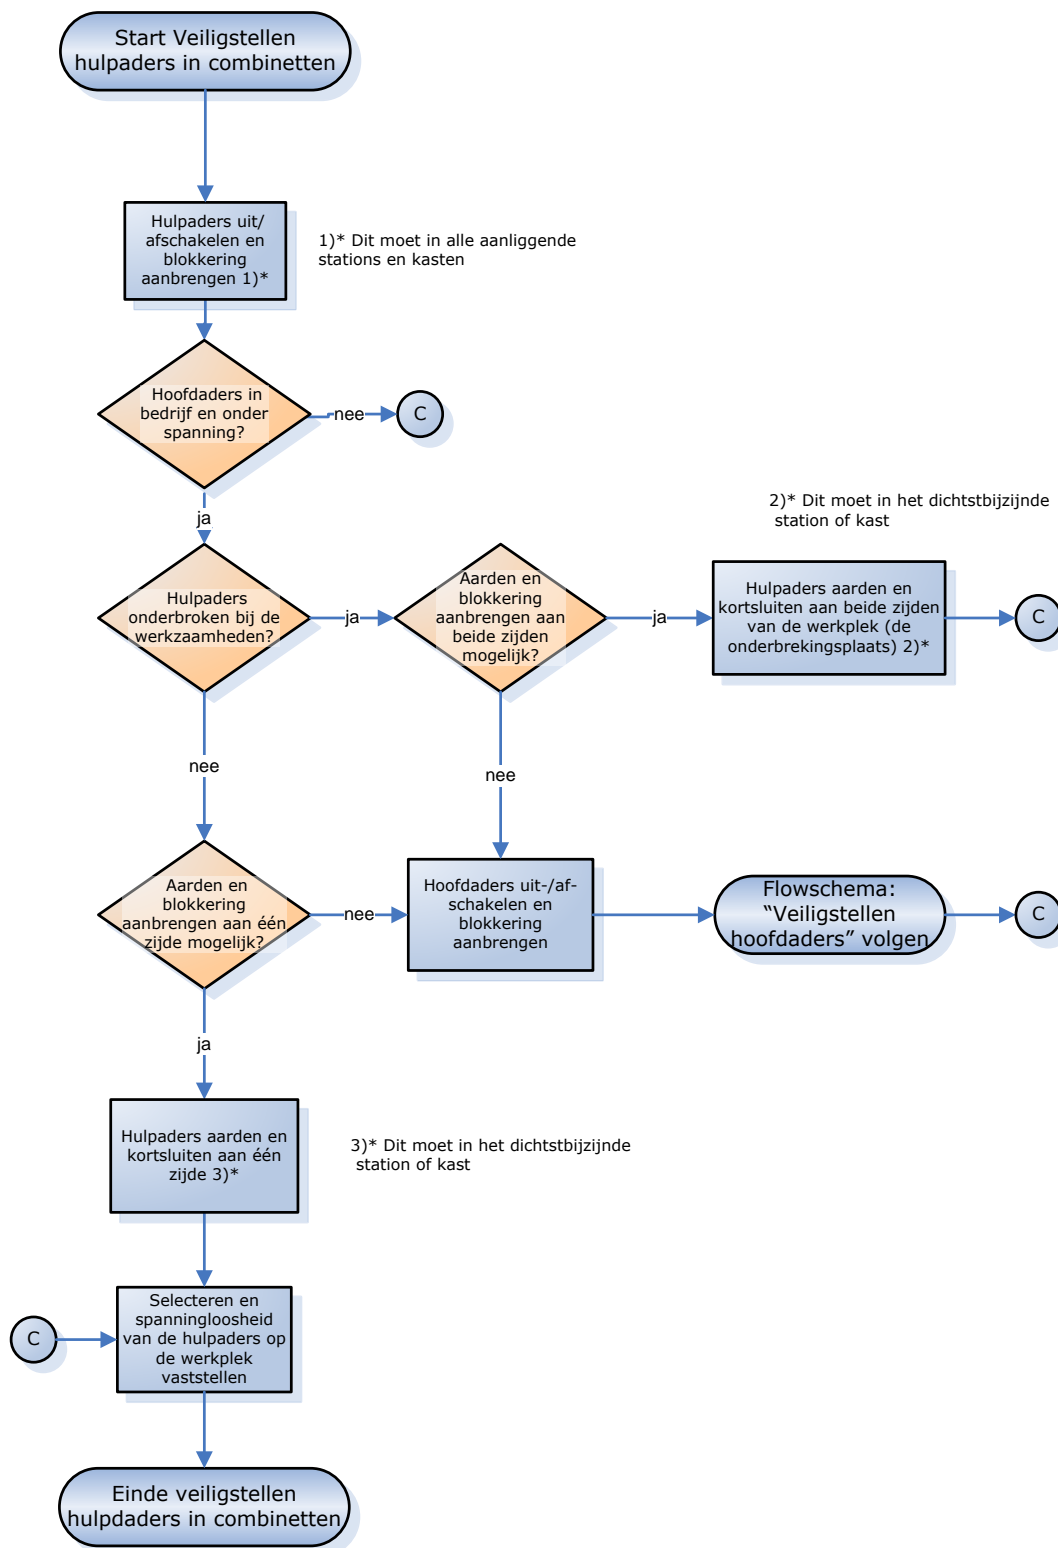 Start Veiligstellen
hulpaders in combinetten
Hulpaders uit/
afschakelen en
blokkering
aanbrengen 1)*
1)* Dit moet in alle aanliggende
stations en kasten
Hoofdaders in
bedrijf en onder
spanning?
nee
C
ja
2)* Dit moet in het dichtstbijzijnde
station of kast
Hulpaders
onderbroken bij de
werkzaamheden?
ja
Aarden en
blokkering
aanbrengen aan
beide zijden
mogelijk?
ja
Hulpaders aarden en
kortsluiten aan beide zijden
van de werkplek (de
onderbrekingsplaats) 2)*
C
nee
nee
Aarden en
blokkering
aanbrengen aan één
zijde mogelijk?
nee
Hoofdaders uit-/af-
schakelen en
blokkering
aanbrengen
Flowschema:
“Veiligstellen
hoofdaders” volgen
C
ja
Hulpaders aarden en
kortsluiten aan één
zijde 3)*
3)* Dit moet in het dichtstbijzijnde
station of kast
C
Selecteren en
spanningloosheid
van de hulpaders op
de werkplek
vaststellen
Einde veiligstellen
hulpdaders in combinetten